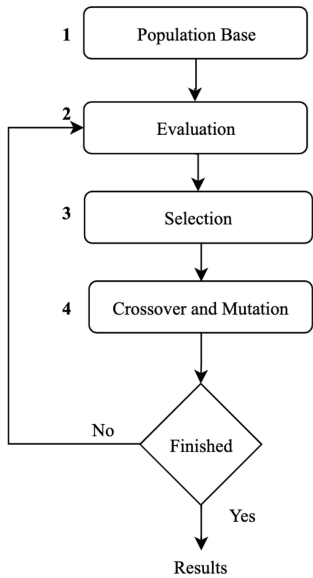 1 Population Base
2 Evaluation
3 Selection
4 Crossover and Mutation
No
Finished
Yes
Results